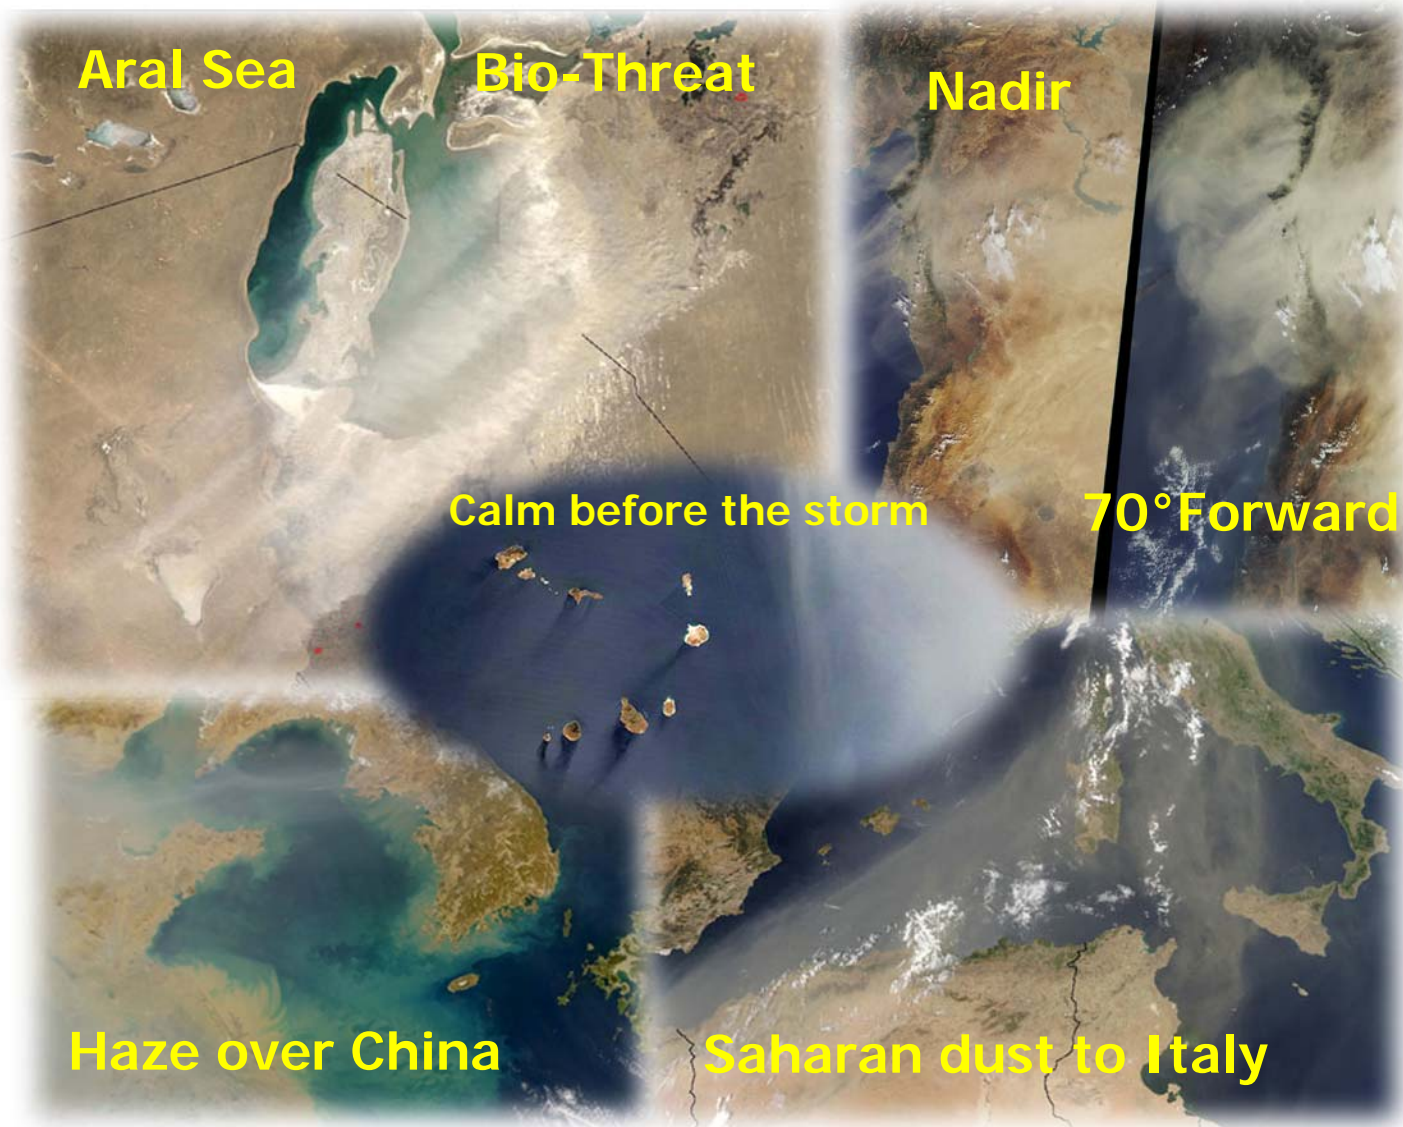 Aral Sea
Bio-Threat
Nadir
Calm before the storm
70°Forward
Haze over China
Saharan dust to Italy